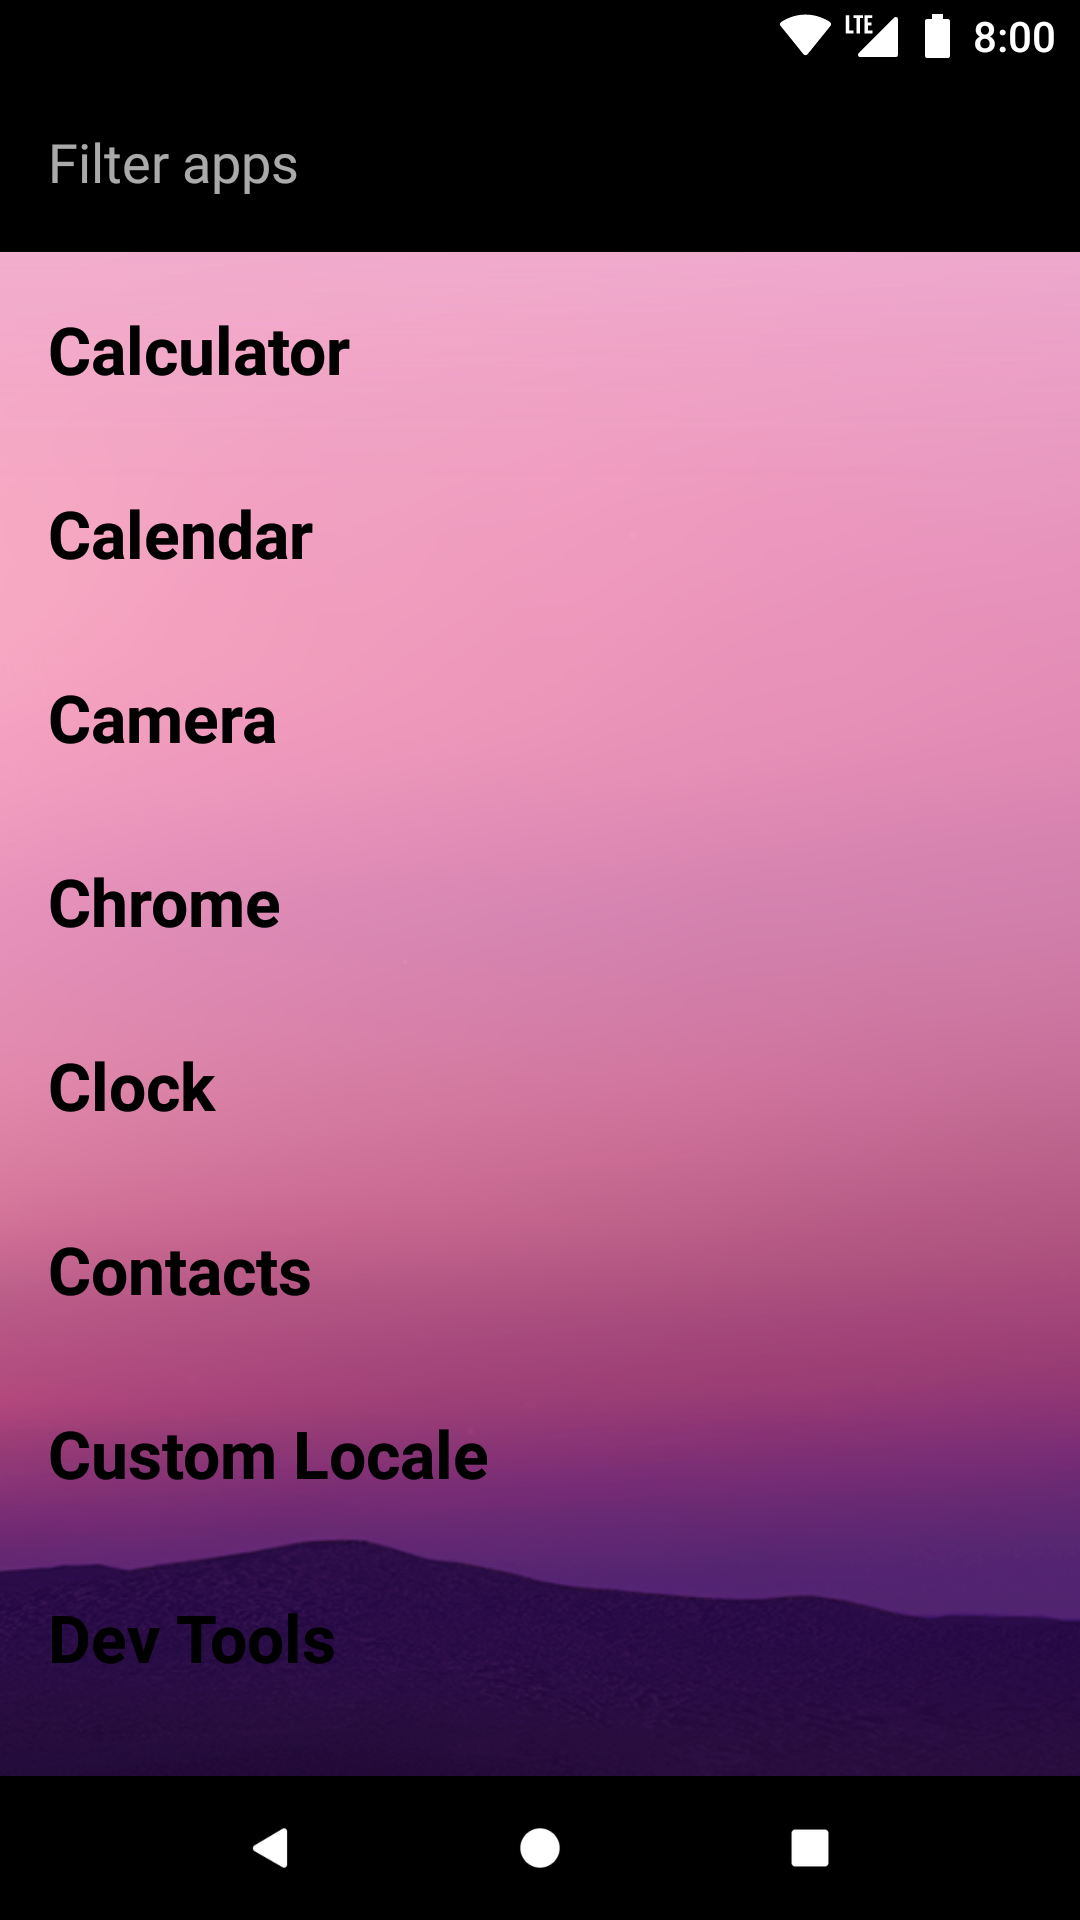 LTE 8:00
Filter apps
Calculator
Calendar
Camera
Chrome
Clock
Contacts
Custom Locale
Dev Tools